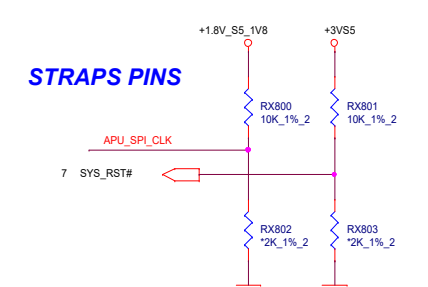 +1.8V_S5_1V8
+3VS5
STRAPS PINS
RX800
10K_1%_2
RX801
10K_1%_2
APU_SPI_CLK
7 SYS_RST#
RX802
*2K_1%_2
RX803
*2K_1%_2